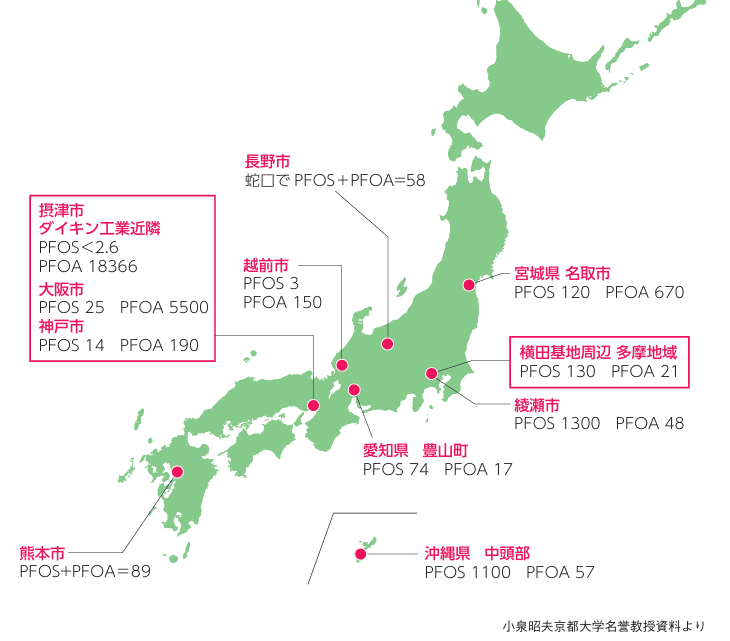 長野市
蛇口でPFOS+PFOA=58
摂津市
ダイキン工業近隣
PFOS<2.6
PFOA 18366
大阪市
PFOS 25 PFOA 5500
神戸市
PFOS 14 PFOA 190
越前市
PFOS 3
PFOA 150
宮城県 名取市
PFOS 120 PFOA 670
横田基地周辺 多摩地域
PFOS 130 PFOA 21
綾瀬市
PFOS 1300 PFOA 48
愛知県 豊山町
PFOS 74 PFOA 17
熊本市
PFOS+PFOA=89
沖縄県 中頭部
PFOS 1100 PFOA 57
小泉昭夫京都大学名誉教授資料より